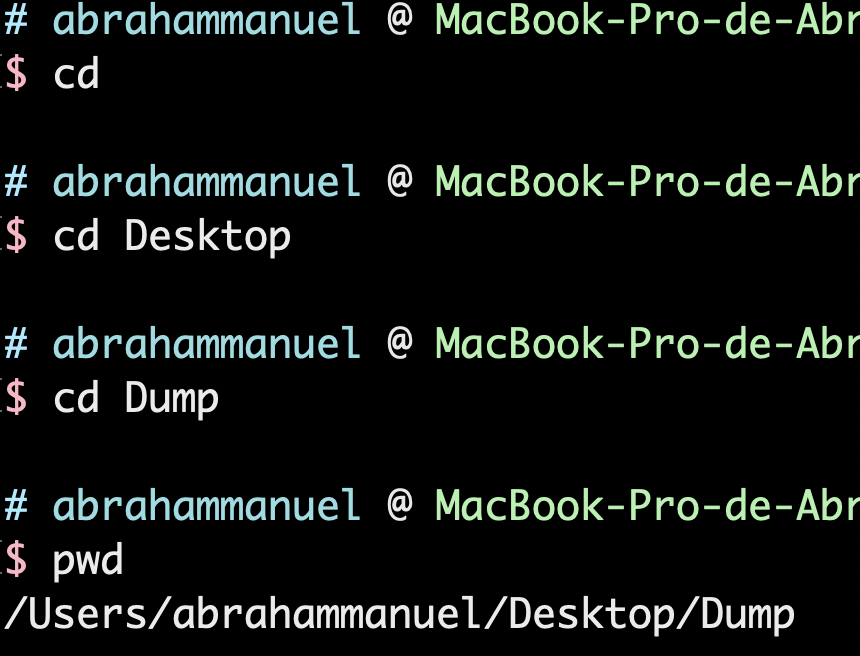 # abrahammanuel @ MacBook-Pro-de-Abr
$ cd
# abrahammanuel @ MacBook-Pro-de-Abr
$ cd Desktop
# abrahammanuel @ MacBook-Pro-de-Abr
$ cd Dump
# abrahammanuel @ MacBook-Pro-de-Abr
$ pwd
/Users/abrahammanuel/Desktop/Dump